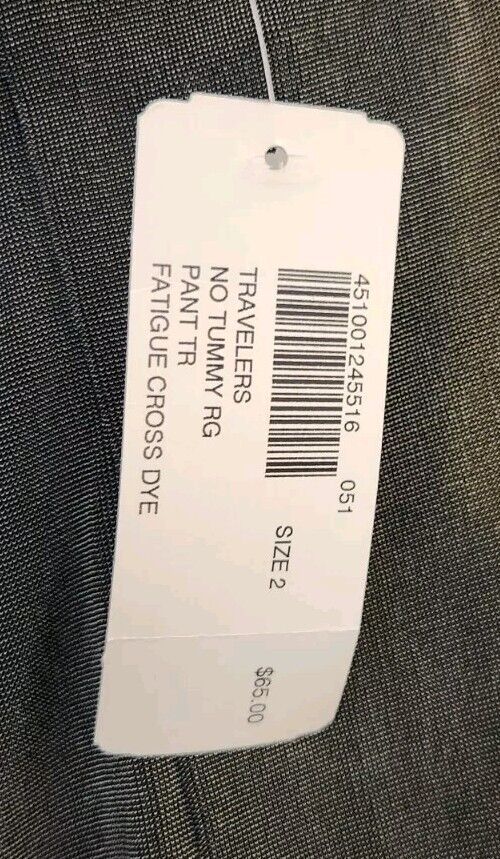 451001245516
051
TRAVELERS
NO TUMMY RG
PANT TR
FATIGUE CROSS DYE
SIZE 2
$65.00